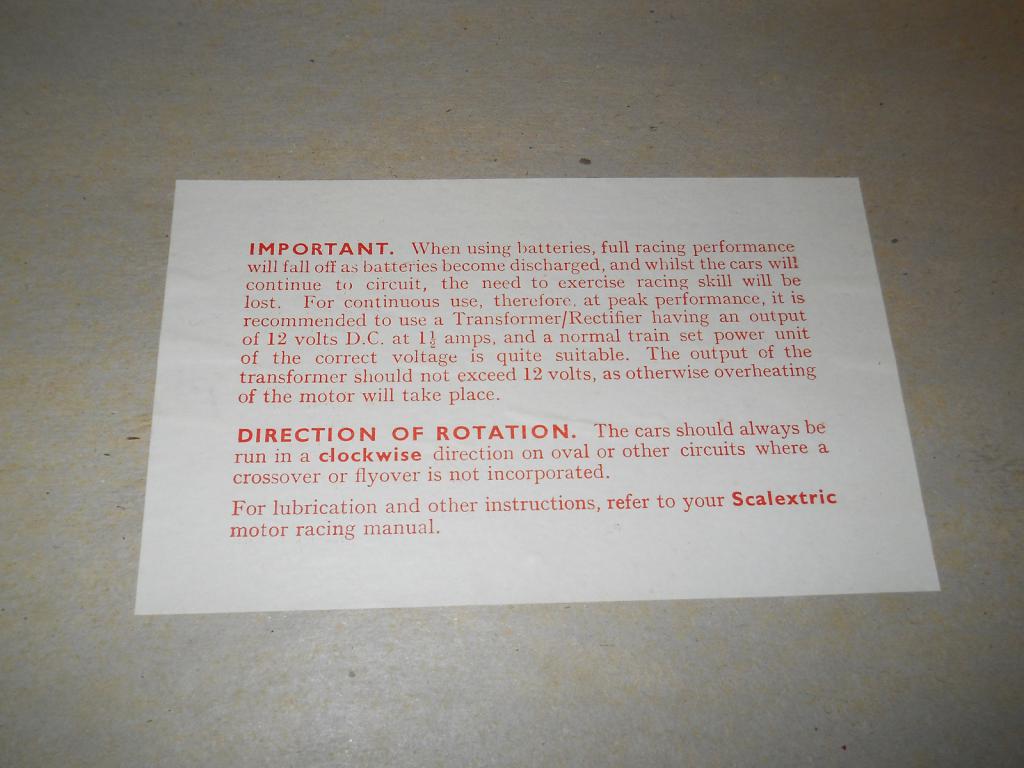 IMPORTANT. When using batteries, full racing performance
will fall off as batteries become discharged, and whilst the cars will
continue to circuit, the need to exercise racing skill will be
lost. For continuous use, therefore, at peak performance, it is
recommended to use a Transformer/Rectifier having an output
of 12 volts D.C. at 1½ amps, and a normal train set power unit
of the correct voltage is quite suitable. The output of the
transformer should not exceed 12 volts, as otherwise overheating
of the motor will take place.
DIRECTION OF ROTATION. The cars should always be
run in a clockwise direction on oval or other circuits where a
crossover or flyover is not incorporated.
For lubrication and other instructions, refer to your Scalextric
motor racing manual.